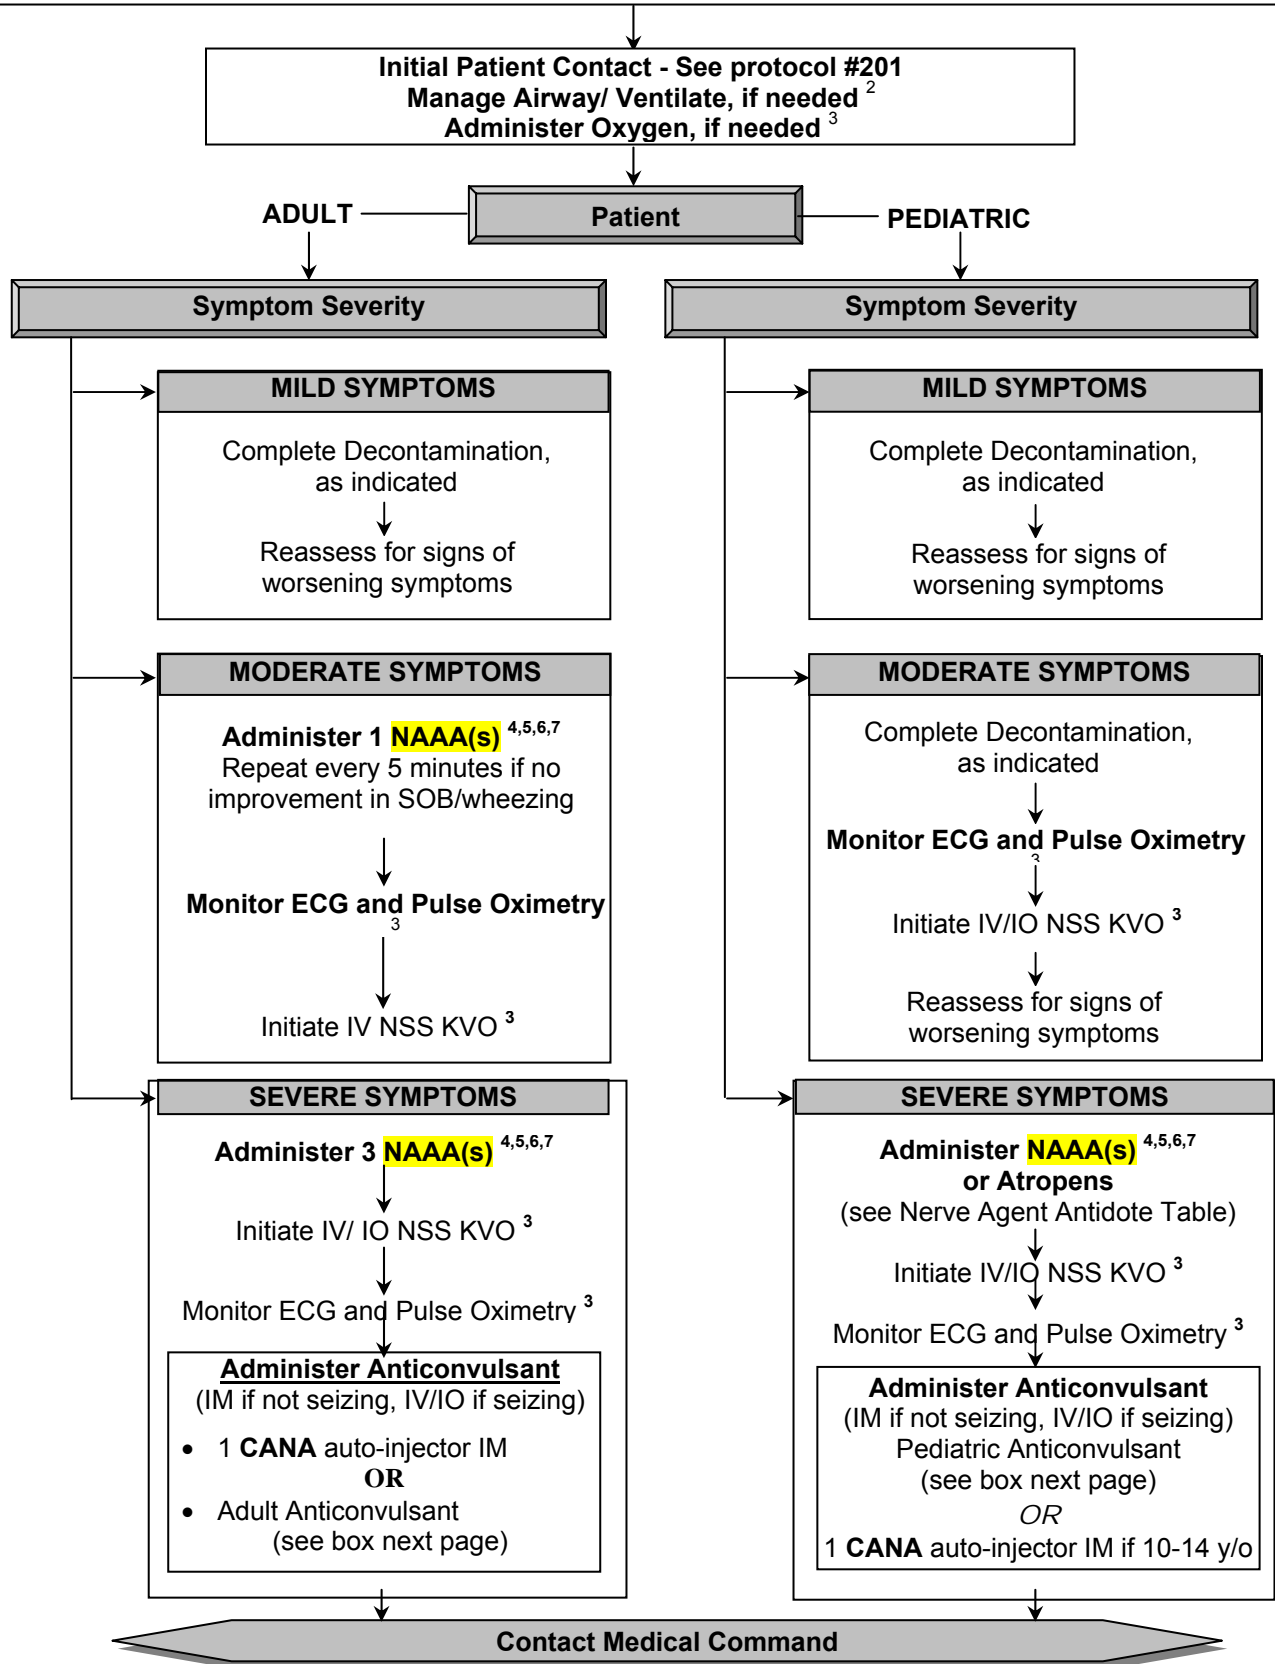 Initial Patient Contact - See protocol #201
Manage Airway/ Ventilate, if needed 2
Administer Oxygen, if needed 3
ADULT
Patient
PEDIATRIC
Symptom Severity
MILD SYMPTOMS
Complete Decontamination,
as indicated
Reassess for signs of
worsening symptoms
MODERATE SYMPTOMS
Administer 1 NAAA(s) 4,5,6,7
Repeat every 5 minutes if no
improvement in SOB/wheezing
Monitor ECG and Pulse Oximetry
3
Initiate IV NSS KVO 3
SEVERE SYMPTOMS
Administer 3 NAAA(s) 4,5,6,7
Initiate IV/ IO NSS KVO 3
Monitor ECG and Pulse Oximetry 3
Administer Anticonvulsant
(IM if not seizing, IV/IO if seizing)
• 1 CANA auto-injector IM
OR
• Adult Anticonvulsant
(see box next page)
Symptom Severity
MILD SYMPTOMS
Complete Decontamination,
as indicated
Reassess for signs of
worsening symptoms
MODERATE SYMPTOMS
Complete Decontamination,
as indicated
Monitor ECG and Pulse Oximetry
3
Initiate IV/IO NSS KVO 3
Reassess for signs of
worsening symptoms
SEVERE SYMPTOMS
Administer NAAA(s) 4,5,6,7
or Atropens
(see Nerve Agent Antidote Table)
Initiate IV/IO NSS KVO 3
Monitor ECG and Pulse Oximetry 3
Administer Anticonvulsant
(IM if not seizing, IV/IO if seizing)
Pediatric Anticonvulsant
(see box next page)
OR
1 CANA auto-injector IM if 10-14 y/o
Contact Medical Command